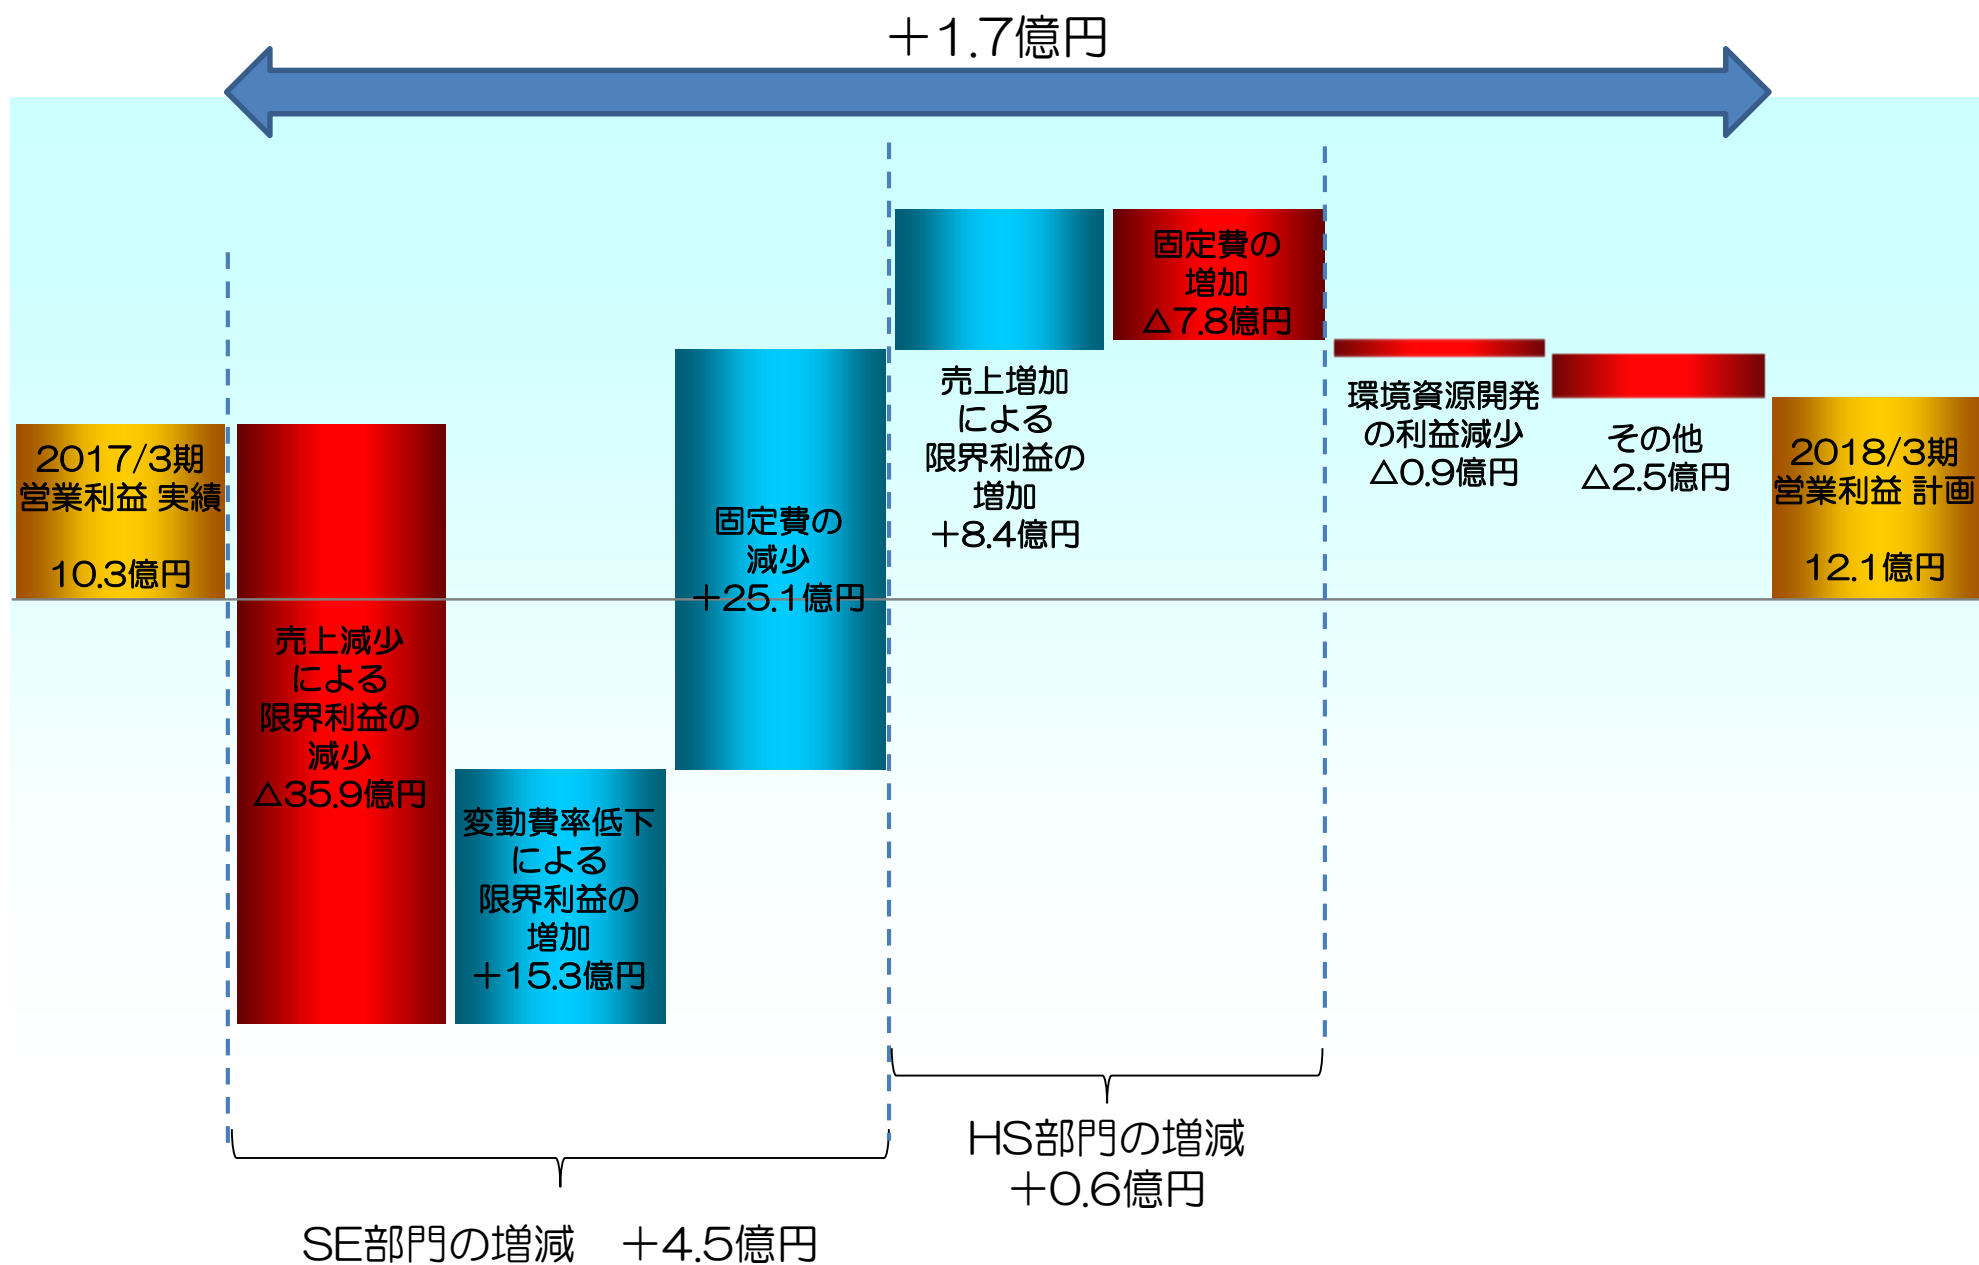 ＋1.7億円
2017/3期
営業利益 実績
10.3億円
売上減少
による
限界利益の
減少
△35.9億円
変動費率低下
による
限界利益の
増加
＋15.3億円
固定費の
減少
＋25.1億円
売上増加
による
限界利益の
増加
＋8.4億円
固定費の
増加
△7.8億円
環境資源開発
の利益減少
△0.9億円
その他
△2.5億円
2018/3期
営業利益 計画
12.1億円
HS部門の増減
＋0.6億円
SE部門の増減　＋4.5億円